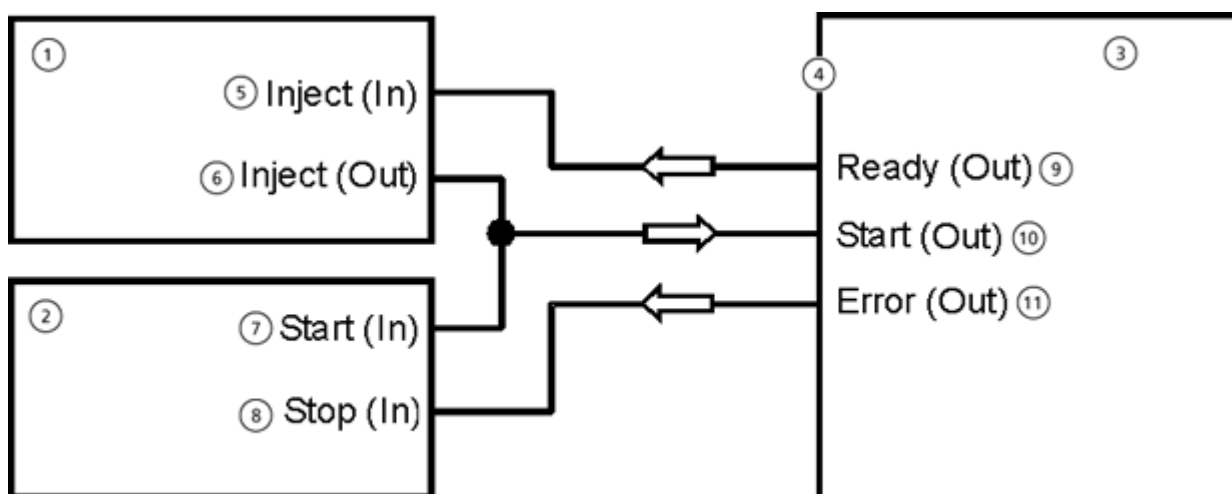 ① 
⑤ Inject (In)
⑥ Inject (Out)
② 
⑦ Start (In)
⑧ Stop (In)
③ 
④ 
Ready (Out) ⑨
Start (Out) ⑩
Error (Out) ⑪